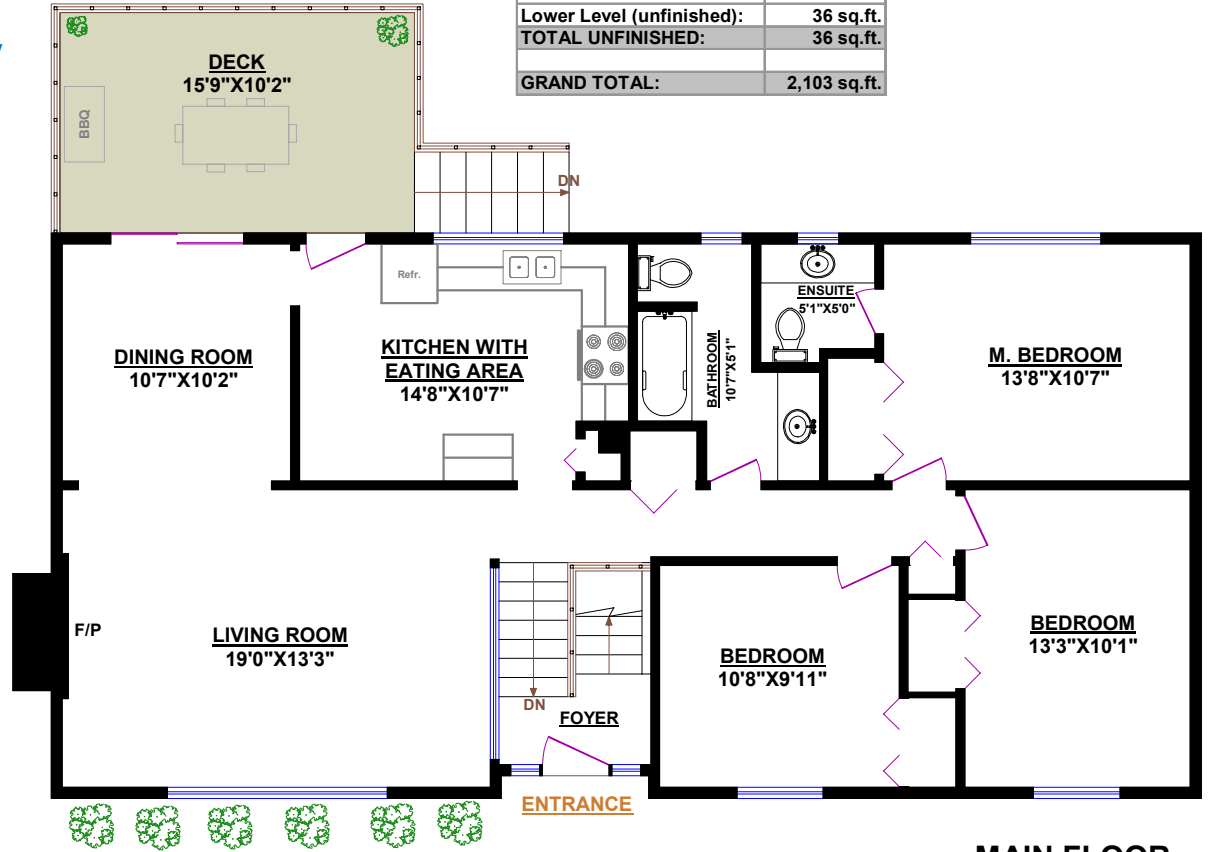 Lower Level (unfinished): 36 sq.ft.
TOTAL UNFINISHED: 36 sq.ft.
GRAND TOTAL: 2,103 sq.ft.
DECK
15'9"X10'2"
BBQ
DN
Refr.
ENSUITE
5'1"X5'0"
DINING ROOM
10'7"X10'2"
KITCHEN WITH
EATING AREA
14'8"X10'7"
BATHROOM
10'7"X5'1"
M. BEDROOM
13'8"X10'7"
F/P
LIVING ROOM
19'0"X13'3"
BEDROOM
10'8"X9'11"
BEDROOM
13'3"X10'1"
DN
FOYER
ENTRANCE
MAIN FLOOR